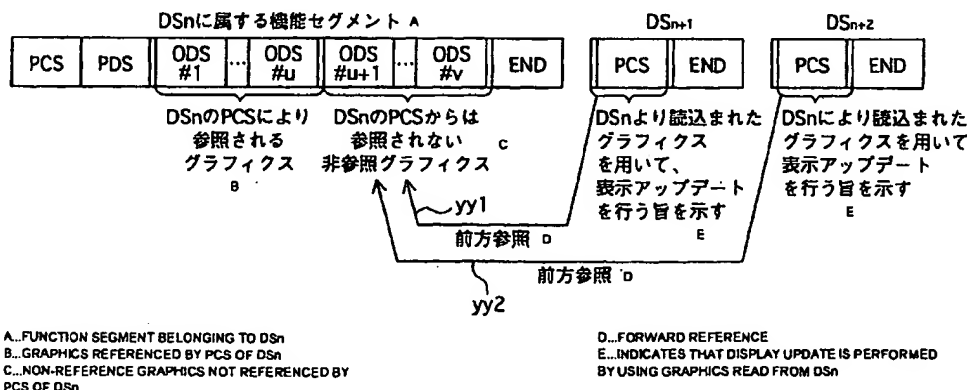 DSnに属する機能セグメント A
DSn+1
DSn+2
PCS PDS ODS #1 ... ODS #u ODS #u+1 ... ODS #v END
PCS END
PCS END
DSnのPCSにより
参照される
グラフィクス
B
DSnのPCSからは
参照されない C
非参照グラフィクス
DSnより読込まれた
グラフィクス
を用いて、
表示アップデート
を行う旨を示す
E
DSnにより読込まれた
グラフィクスを用いて
表示アップデート
を行う旨を示す
E
yy1
前方参照 D
前方参照 D
yy2
A...FUNCTION SEGMENT BELONGING TO DSn
B...GRAPHICS REFERENCED BY PCS OF DSn
C...NON-REFERENCE GRAPHICS NOT REFERENCED BY
PCS OF DSn
D...FORWARD REFERENCE
E...INDICATES THAT DISPLAY UPDATE IS PERFORMED
BY USING GRAPHICS READ FROM DSn